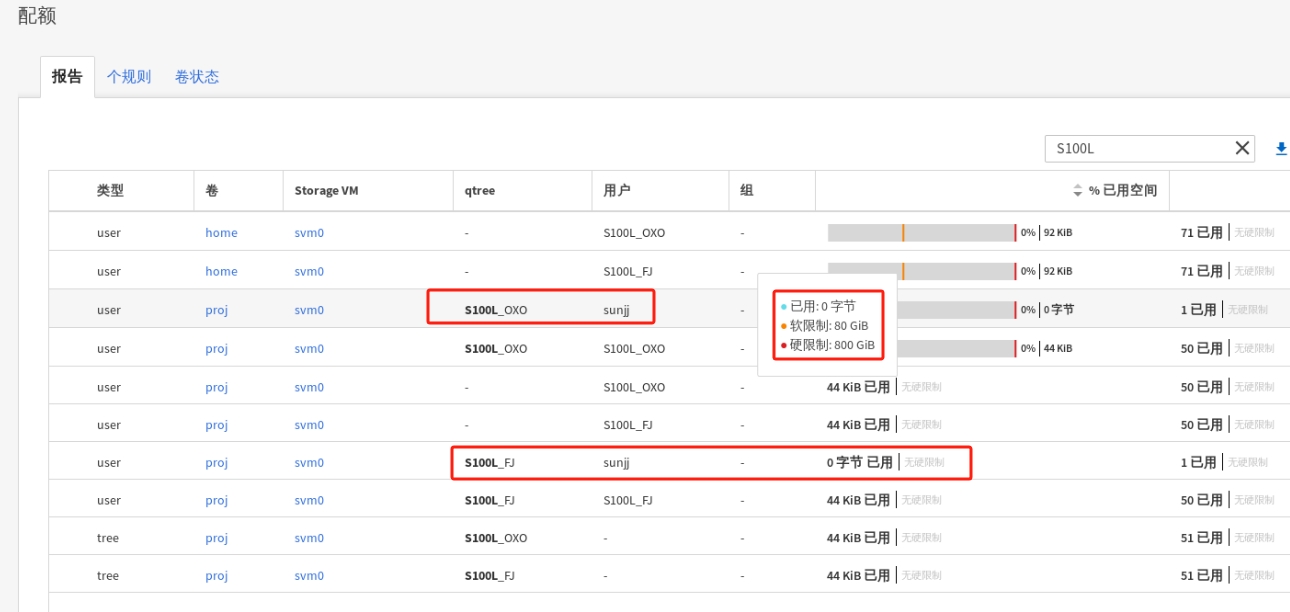 配额
报告 个规则 卷状态
S100L
类型 卷 Storage VM qtree 用户 组 % 已用空间
user home svm0 - S100L_OXO - 0% 92 KiB 71 已用 无硬限制
user home svm0 - S100L_FJ - 0% 92 KiB 71 已用 无硬限制
user proj svm0 S100L_OXO sunjj - 0% 0 字节 1 已用 无硬限制
已用: 0 字节
软限制: 80 GiB
硬限制: 800 GiB
user proj svm0 S100L_OXO S100L_OXO - 0% 44 KiB 50 已用 无硬限制
user proj svm0 - S100L_OXO - 44 KiB 已用 无硬限制 50 已用 无硬限制
user proj svm0 - S100L_FJ - 44 KiB 已用 无硬限制 50 已用 无硬限制
user proj svm0 S100L_FJ sunjj - 0 字节 已用 无硬限制 1 已用 无硬限制
user proj svm0 S100L_FJ S100L_FJ - 44 KiB 已用 无硬限制 50 已用 无硬限制
tree proj svm0 S100L_OXO - - 44 KiB 已用 无硬限制 51 已用 无硬限制
tree proj svm0 S100L_FJ - - 44 KiB 已用 无硬限制 51 已用 无硬限制